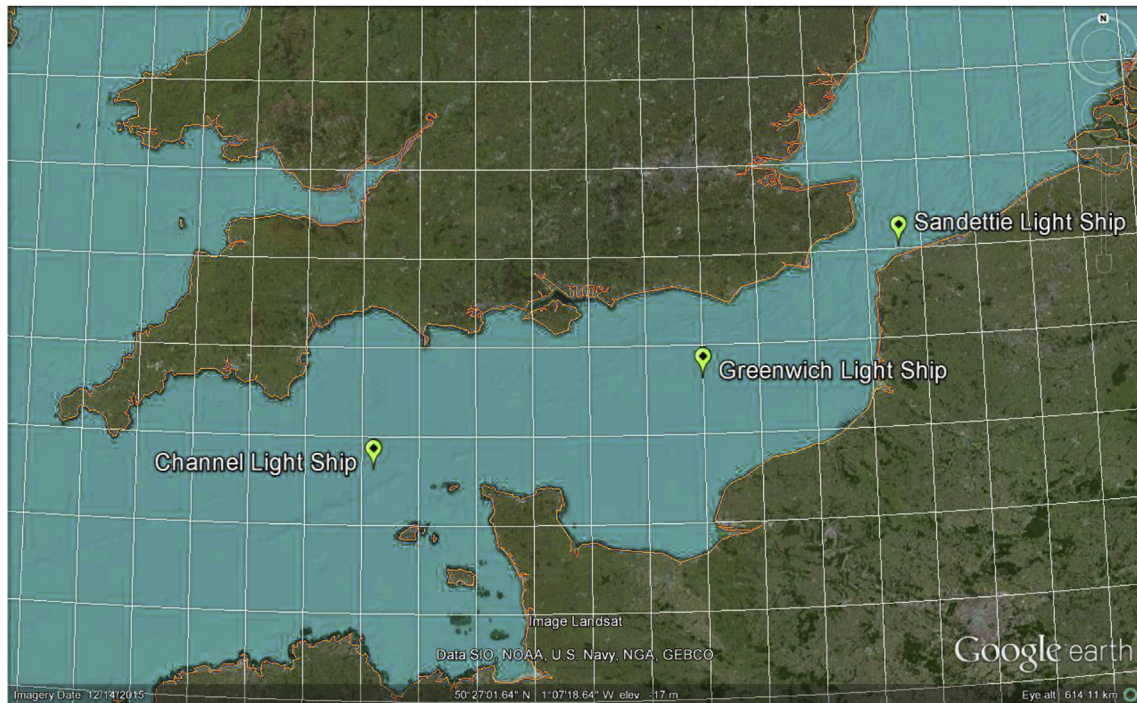 N
Sandettie Light Ship
Greenwich Light Ship
Channel Light Ship
Image Landsat
Data SIO, NOAA, U.S. Navy, NGA, GEBCO
Google earth
Imagery Date: 12/14/2015 50°27'01.64" N 1°07'18.64" W elev -17 m Eye alt 614.11 km